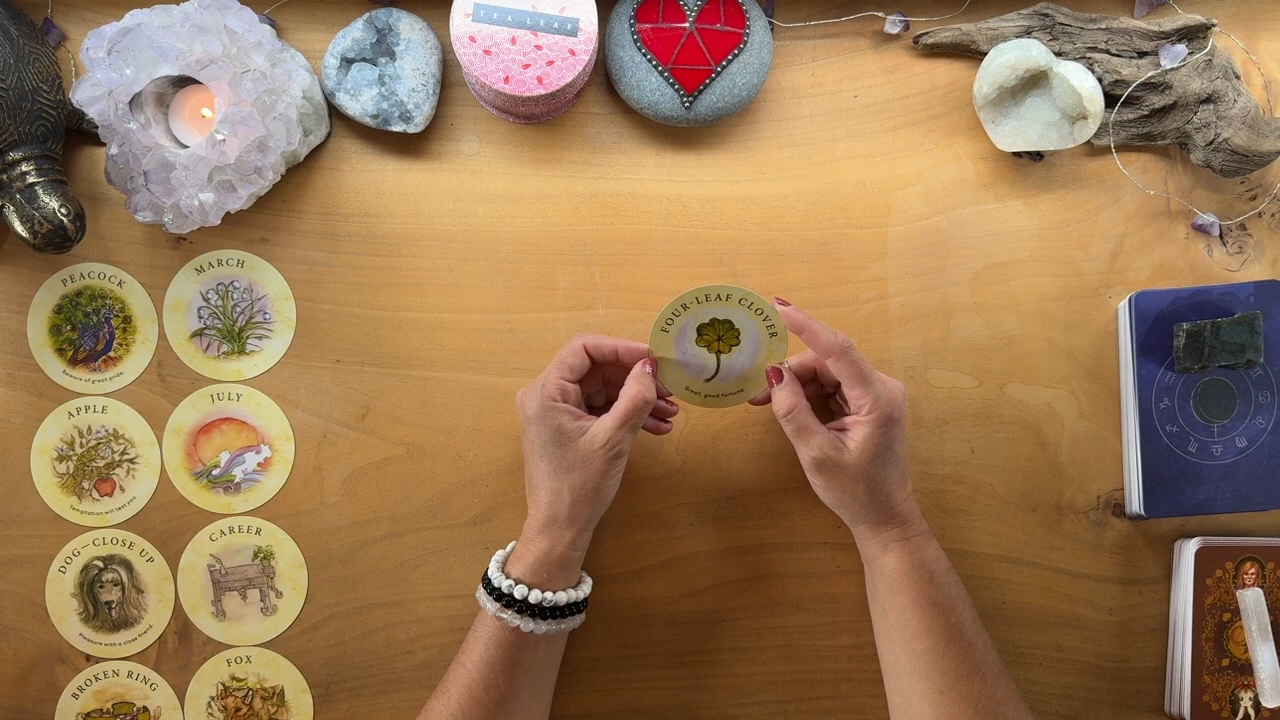 TEA LEAF
PEACOCK
Beware of great pride.
MARCH
FOUR-LEAF CLOVER
Great, good fortune.
APPLE
Temptation will test you.
JULY
DOG—CLOSE UP
Pleasure with a close friend.
CAREER
BROKEN RING
FOX